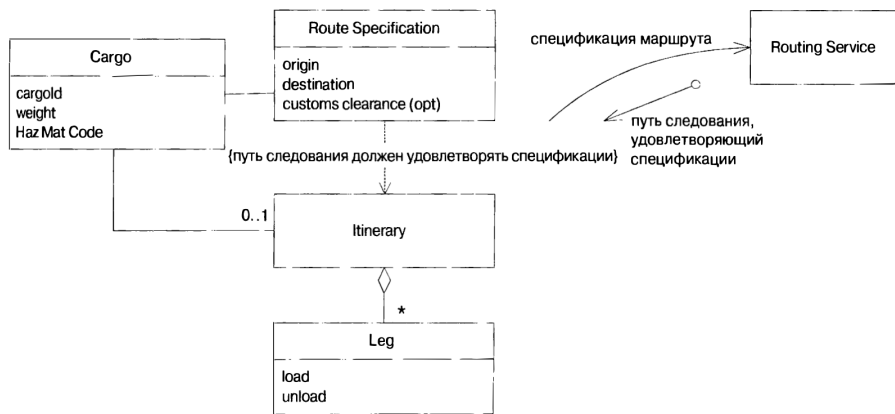 Route Specification
origin
destination
customs clearance (opt)
Cargo
cargold
weight
Haz Mat Code
спецификация маршрута
Routing Service
путь следования,
удовлетворяющий
спецификации
{путь следования должен удовлетворять спецификации}
0..1
Itinerary
*
Leg
load
unload